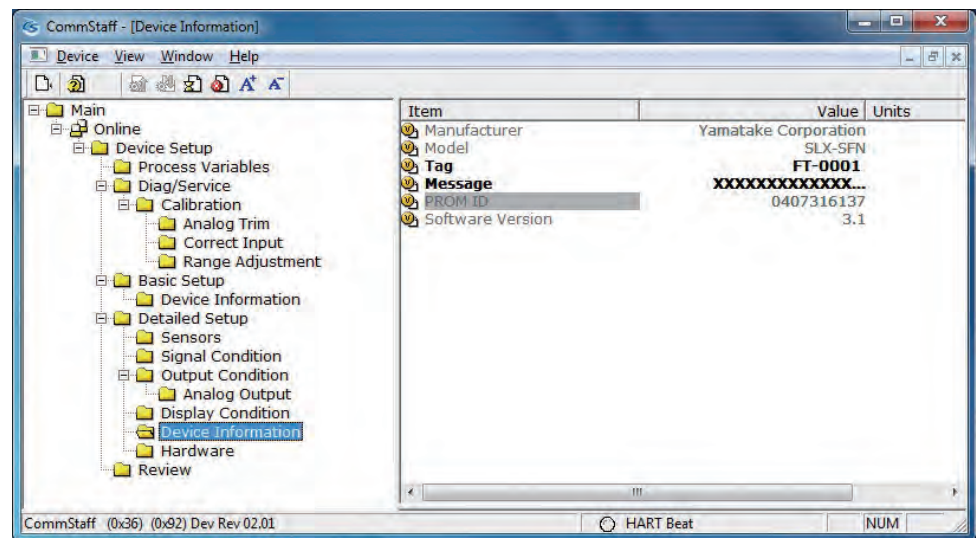 CommStaff - [Device Information]
Device View Window Help
Main
Online
Device Setup
Process Variables
Diag/Service
Calibration
Analog Trim
Correct Input
Range Adjustment
Basic Setup
Device Information
Detailed Setup
Sensors
Signal Condition
Output Condition
Analog Output
Display Condition
Device Information
Hardware
Review
Item Value Units
Manufacturer Yamatake Corporation
Model SLX-SFN
Tag FT-0001
Message XXXXXXXXXXXXX...
PROM ID 0407316137
Software Version 3.1
CommStaff (0x36) (0x92) Dev Rev 02.01 HART Beat NUM